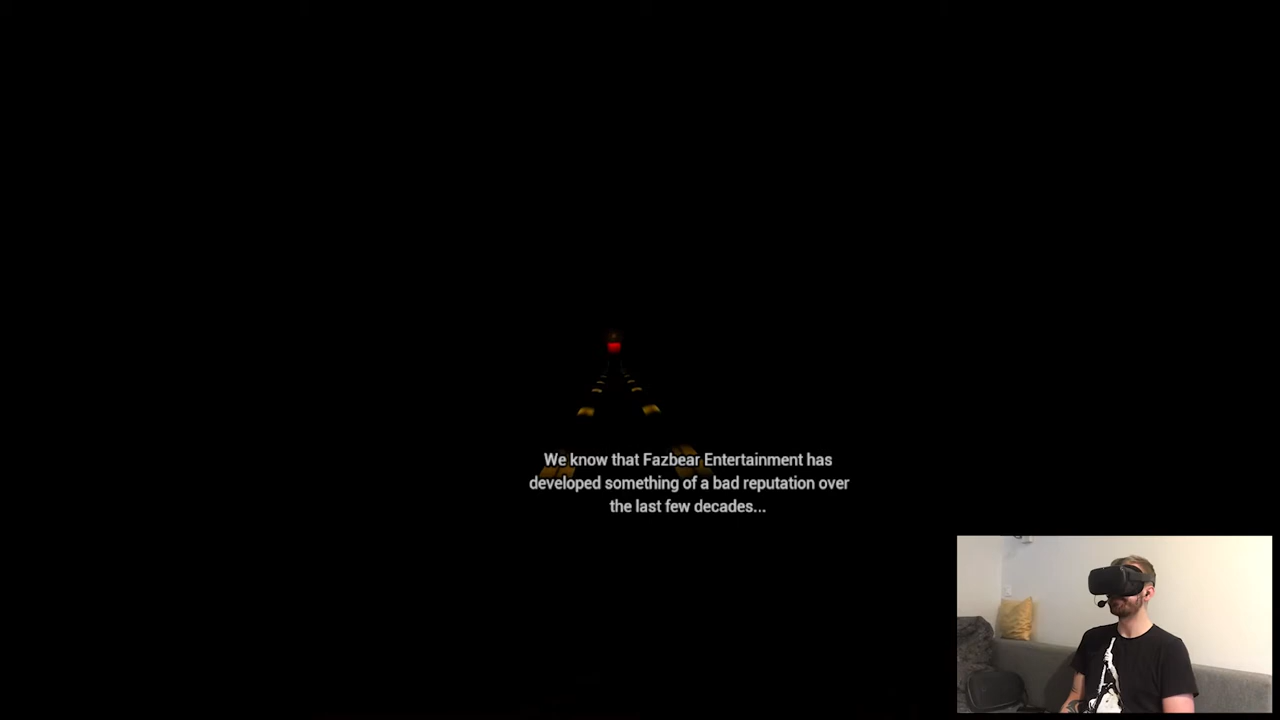 We know that Fazbear Entertainment has
developed something of a bad reputation over
the last few decades...